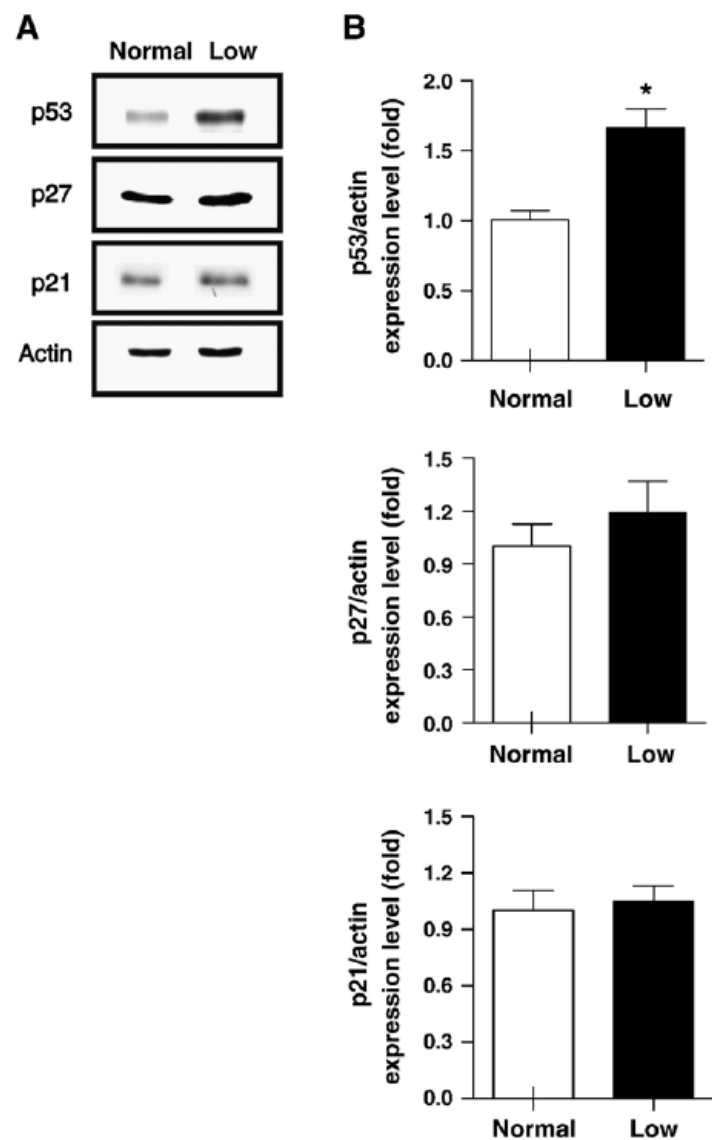 A
Normal Low
p53
p27
p21
Actin
B
p53/actin
expression level (fold)
2.0
*
1.5
1.0
0.5
0.0
Normal Low
p27/actin
expression level (fold)
1.5
1.2
0.9
0.6
0.3
0.0
Normal Low
p21/actin
expression level (fold)
1.5
1.2
0.9
0.6
0.3
0.0
Normal Low